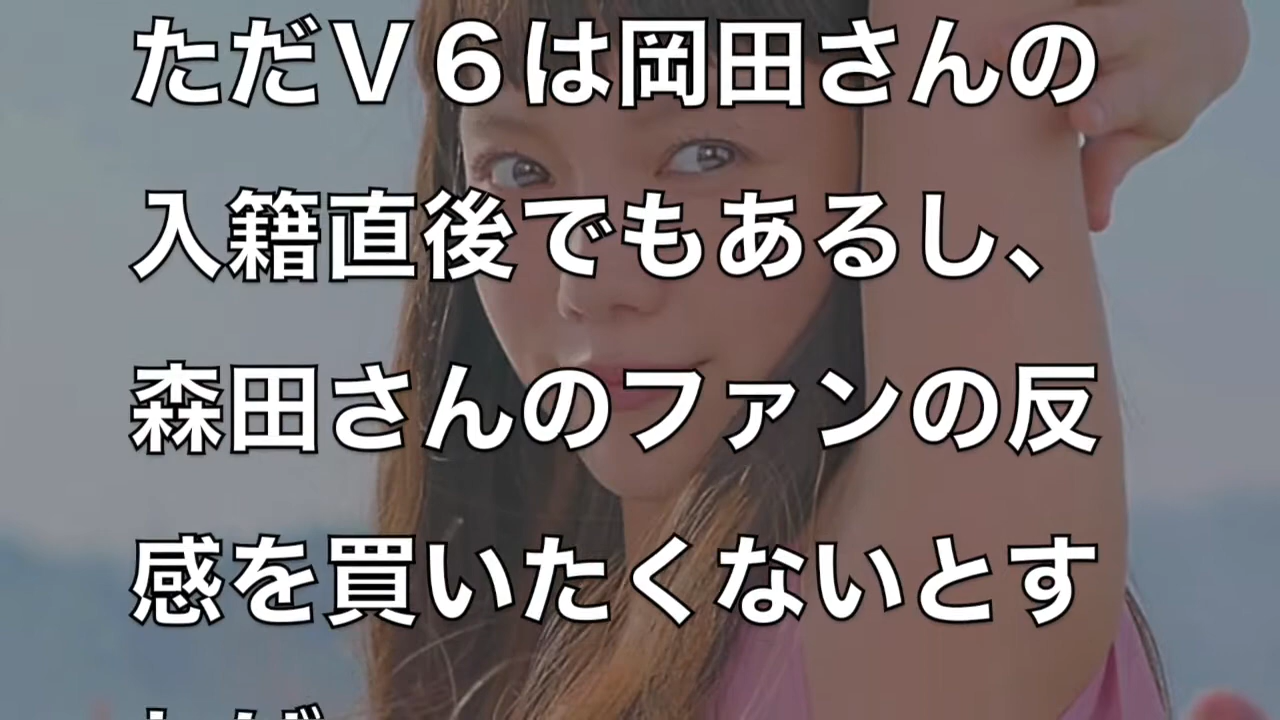 ただＶ６は岡田さんの
入籍直後でもあるし、
森田さんのファンの反
感を買いたくないとす